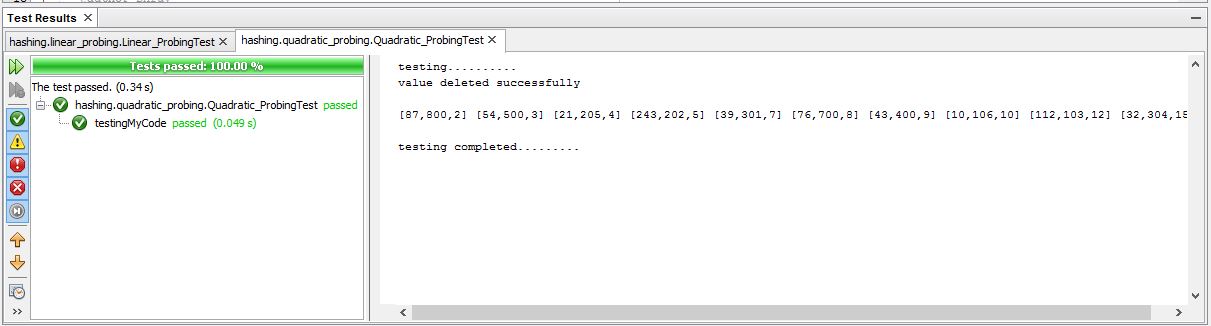 Test Results
hashing.linear_probing.Linear_ProbingTest
hashing.quadratic_probing.Quadratic_ProbingTest
Tests passed: 100.00 %
The test passed. (0.34 s)
hashing.quadratic_probing.Quadratic_ProbingTest passed
testingMyCode passed (0.049 s)
testing..........
value deleted successfully
[87,800,2] [54,500,3] [21,205,4] [243,202,5] [39,301,7] [76,700,8] [43,400,9] [10,106,10] [112,103,12] [32,304,15
testing completed.........